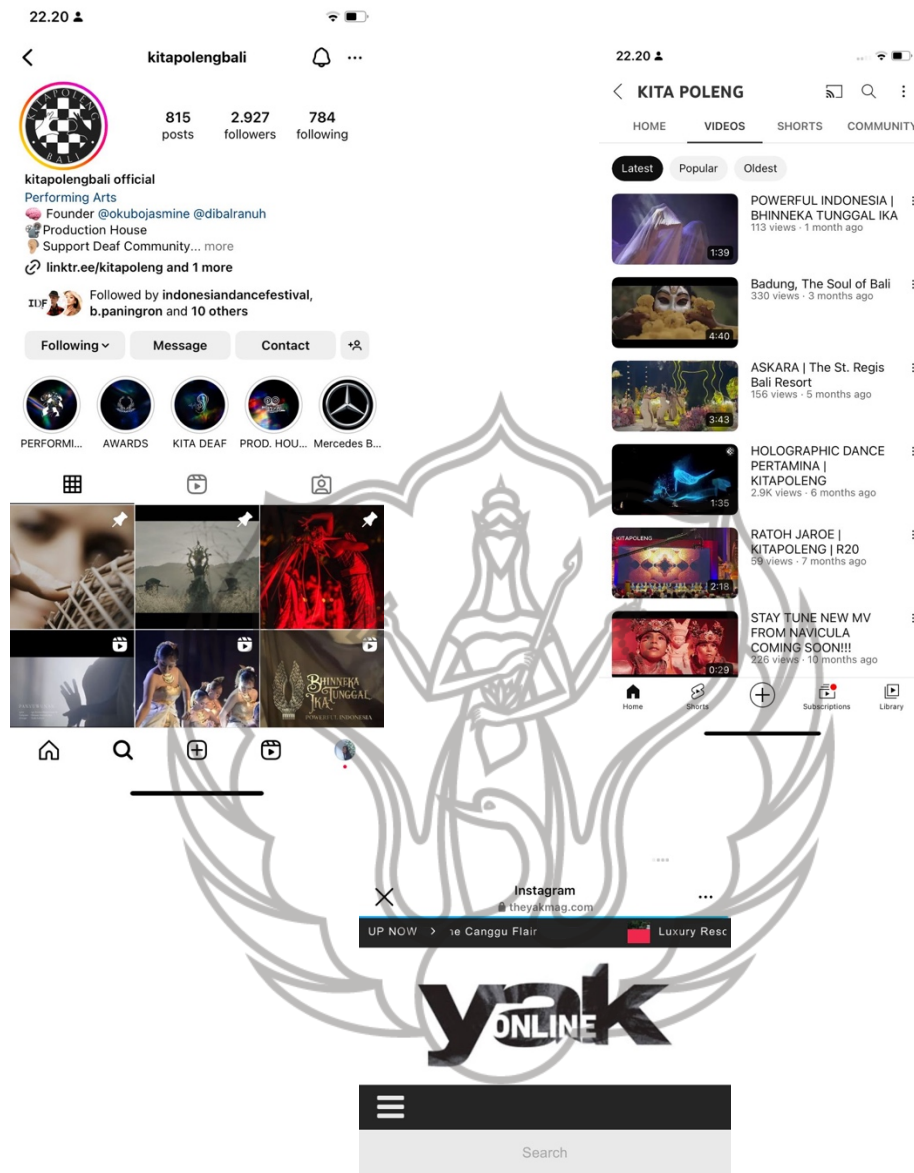 22.20
kitapolengbali
KITAPOLENG
BALI
815 2.927 784
posts followers following
kitapolengbali official
Performing Arts
Founder @okubojasmine @dibalranuh
Production House
Support Deaf Community... more
linktr.ee/kitapoleng and 1 more
IDF
Followed by indonesiandancefestival,
b.paningron and 10 others
Following Message Contact
PERFORMI... AWARDS KITA DEAF PROD. HOU... Mercedes B...
BHINNEKA
TUNGGAL
IKA
POWERFUL INDONESIA
22.20
KITA POLENG
HOME VIDEOS SHORTS COMMUNITY
Latest Popular Oldest
POWERFUL INDONESIA |
BHINNEKA TUNGGAL IKA
113 views · 1 month ago
1:39
Badung, The Soul of Bali
330 views · 3 months ago
4:40
ASKARA | The St. Regis
Bali Resort
156 views · 5 months ago
3:43
HOLOGRAPHIC DANCE
PERTAMINA |
KITAPOLENG
2.9K views · 6 months ago
1:35
KITAPOLENG
RATOH JAROE |
KITAPOLENG | R20
59 views · 7 months ago
2:18
STAY TUNE NEW MV
FROM NAVICULA
COMING SOON!!!
226 views · 10 months ago
0:29
Home Shorts Subscriptions Library
Instagram
theyakmag.com
UP NOW > Canggu Flair Luxury Resc
yak
ONLINE
Search